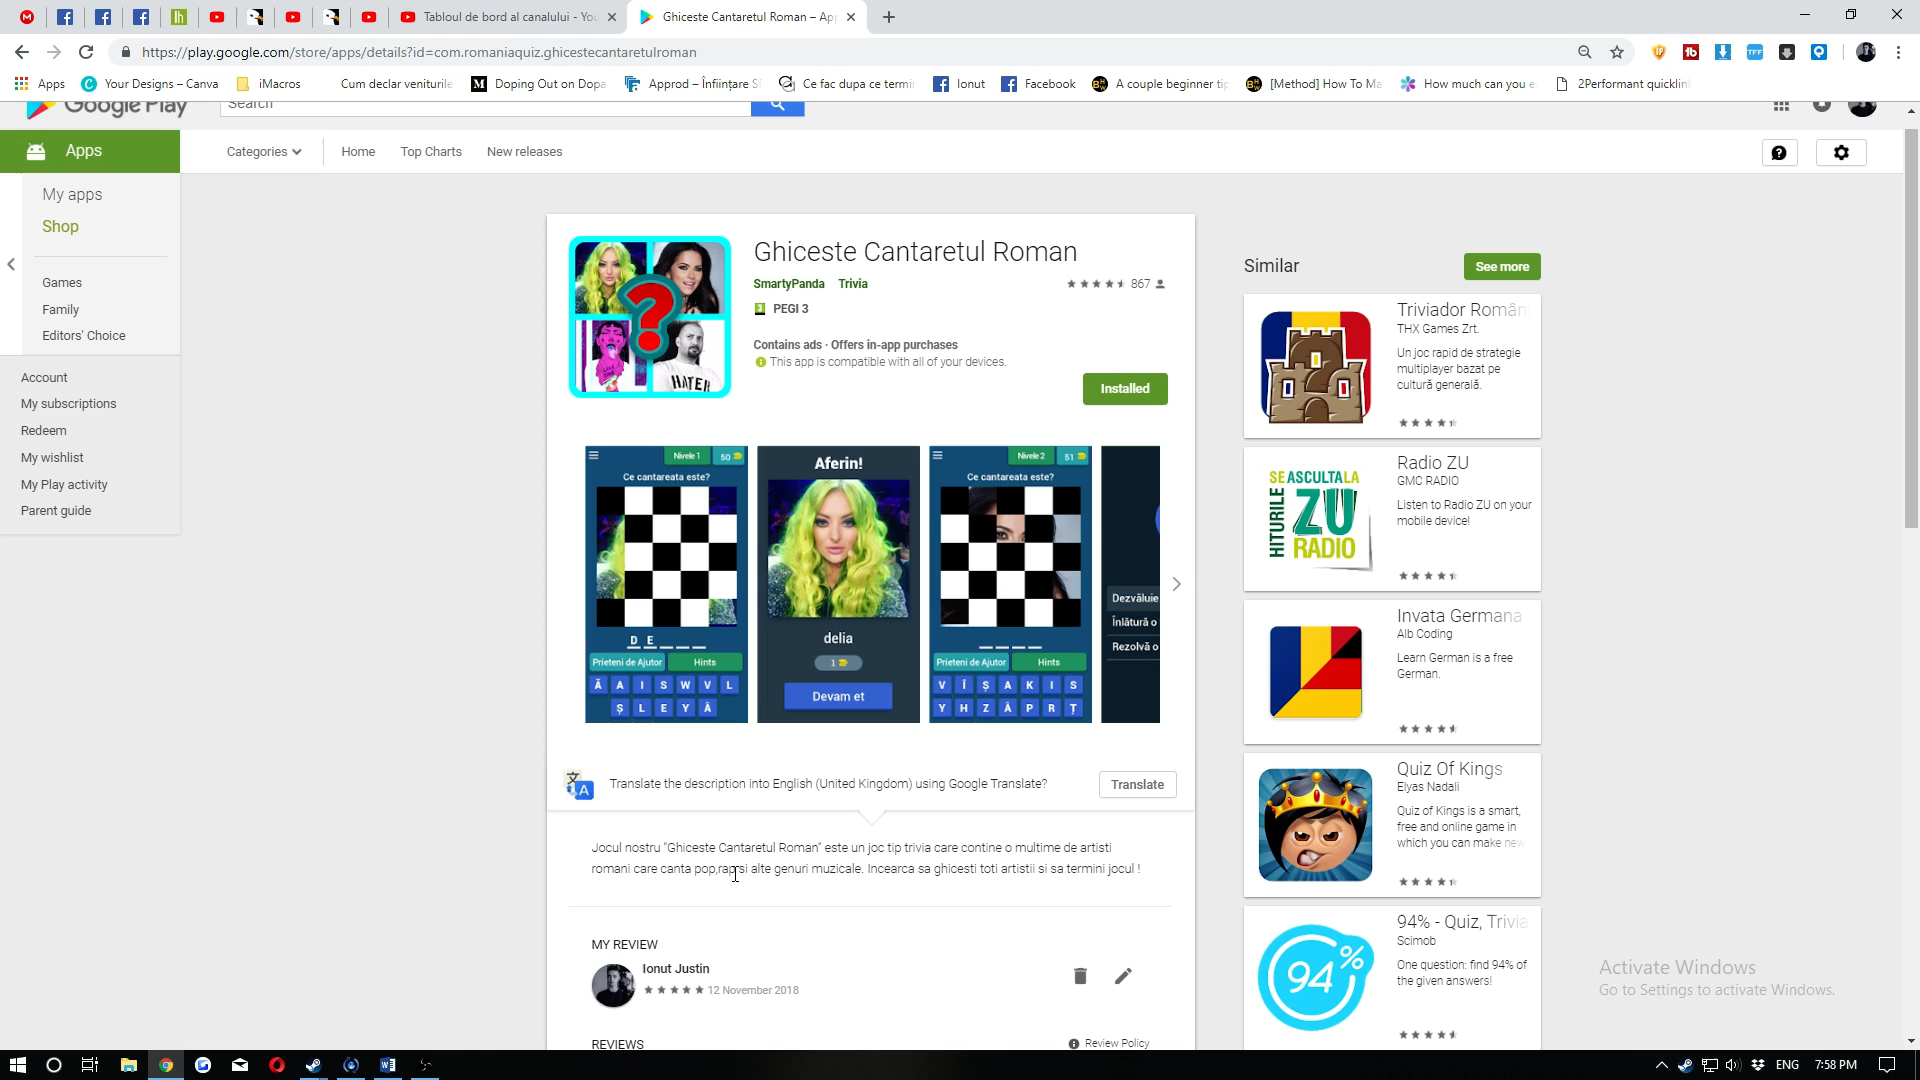 Tabloul de bord al canalului - You
Ghiceste Cantaretul Roman – App
https://play.google.com/store/apps/details?id=com.romaniaquiz.ghicestecantaretulroman
Apps
Your Designs – Canva
iMacros
Cum declar veniturile
Doping Out on Dopa
Approd – Înființare S
Ce fac dupa ce termin
Ionut
Facebook
A couple beginner tip
[Method] How To Ma
How much can you e
2Performant quicklin
Google Play
Search
Apps
Categories
Home
Top Charts
New releases
My apps
Shop
Games
Family
Editors' Choice
Account
My subscriptions
Redeem
My wishlist
My Play activity
Parent guide
HATER
Ghiceste Cantaretul Roman
SmartyPanda Trivia
867
3 PEGI 3
Contains ads · Offers in-app purchases
This app is compatible with all of your devices.
Installed
Nivele 1 50
Ce cantareata este?
D E
Prieteni de Ajutor Hints
Ă A I S W V L
Ș L E Y Â
Aferin!
delia
1
Devam et
Nivele 2 51
Ce cantareata este?
Prieteni de Ajutor Hints
V Î Ș A K I S
Y H Z Â P R Ț
Dezvăluie
Înlătură o
Rezolvă o
Translate the description into English (United Kingdom) using Google Translate?
Translate
Jocul nostru "Ghiceste Cantaretul Roman" este un joc tip trivia care contine o multime de artisti
romani care canta pop,rap si alte genuri muzicale. Incearca sa ghicesti toti artistii si sa termini jocul !
MY REVIEW
Ionut Justin
12 November 2018
REVIEWS
Review Policy
Similar
See more
Triviador Român
THX Games Zrt.
Un joc rapid de strategie
multiplayer bazat pe
cultură generală.
HITURILE
SE ASCULTA LA
ZU
RADIO
Radio ZU
GMC RADIO
Listen to Radio ZU on your
mobile device!
Invata Germana
Alb Coding
Learn German is a free
German.
Quiz Of Kings
Elyas Nadali
Quiz of Kings is a smart,
free and online game in
which you can make new
94%
94% - Quiz, Trivia
Scimob
One question: find 94% of
the given answers!
Activate Windows
Go to Settings to activate Windows.
ENG
7:58 PM